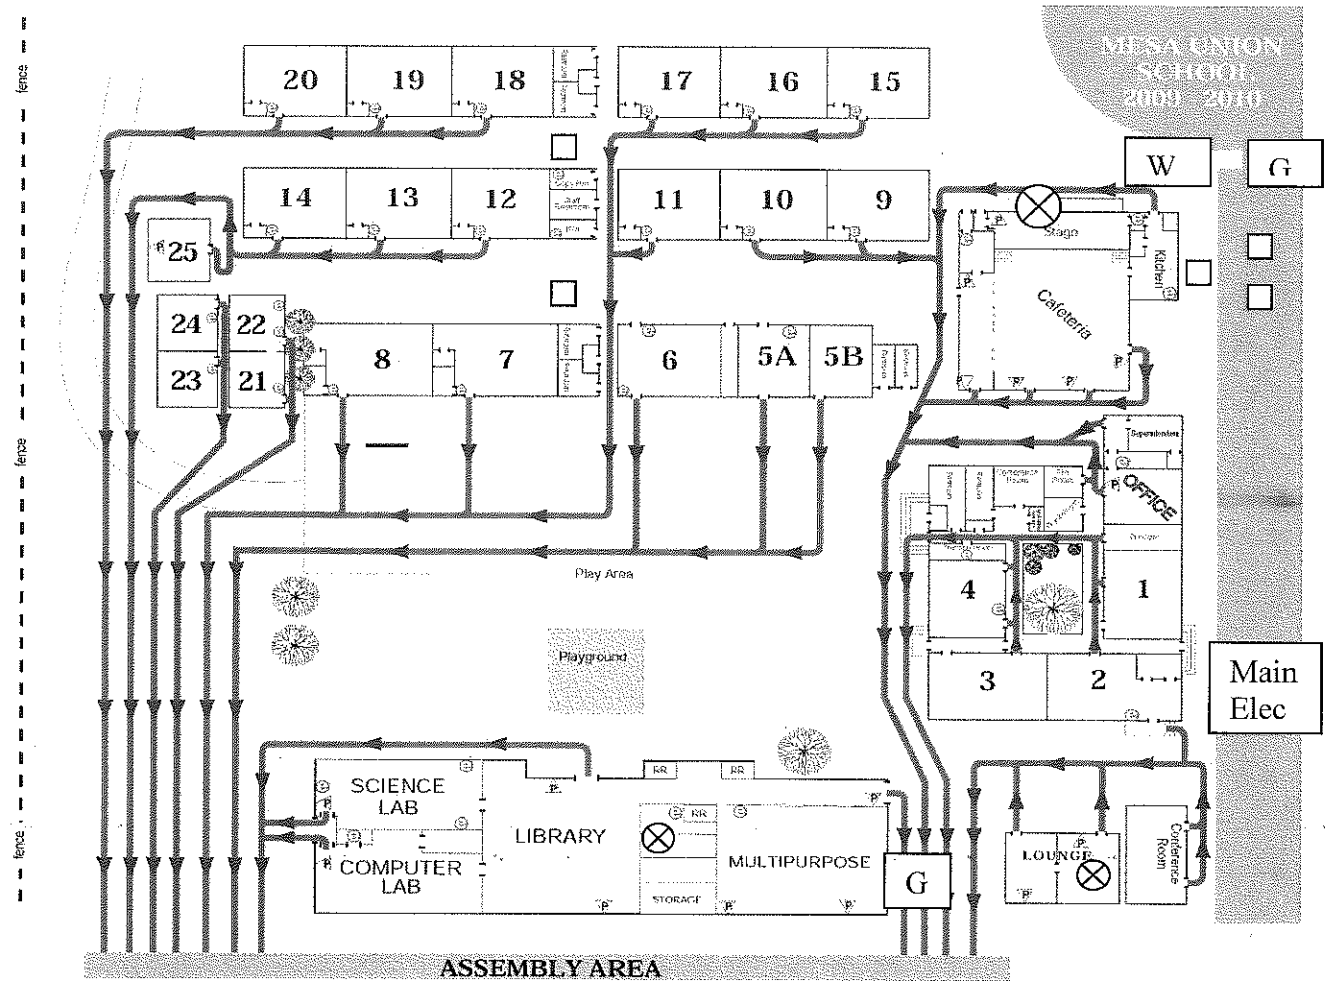 MESA UNION
SCHOOL
2009 2010
fence
20
19
18
17
16
15
W
G
14
13
12
11
10
9
25
Stage
Kitchen
Cafeteria
24
22
23
21
8
7
6
5A
5B
fence
OFFICE
4
1
Play Area
3
2
Playground
Main
Elec
fence
SCIENCE
LAB
COMPUTER
LAB
LIBRARY
RR
RR
RR
MULTIPURPOSE
STORAGE
G
LOUNGE
Conference
Room
ASSEMBLY AREA